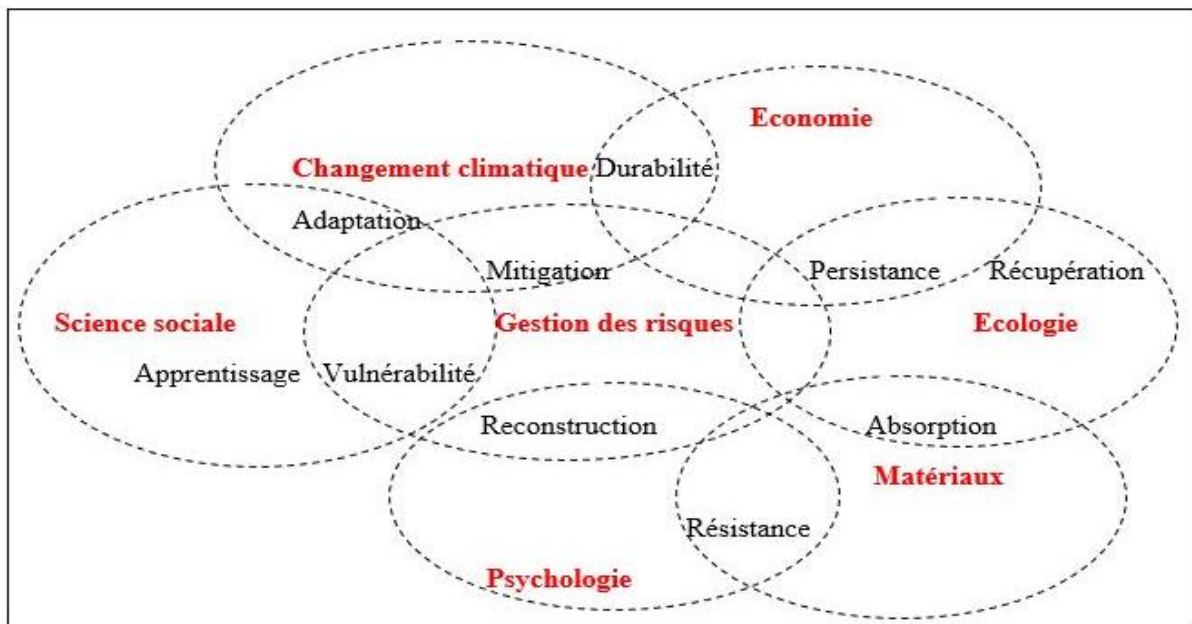 Economie
Changement climatique Durabilité
Adaptation
Mitigation
Persistance
Récupération
Science sociale
Gestion des risques
Ecologie
Apprentissage
Vulnérabilité
Reconstruction
Absorption
Matériaux
Résistance
Psychologie